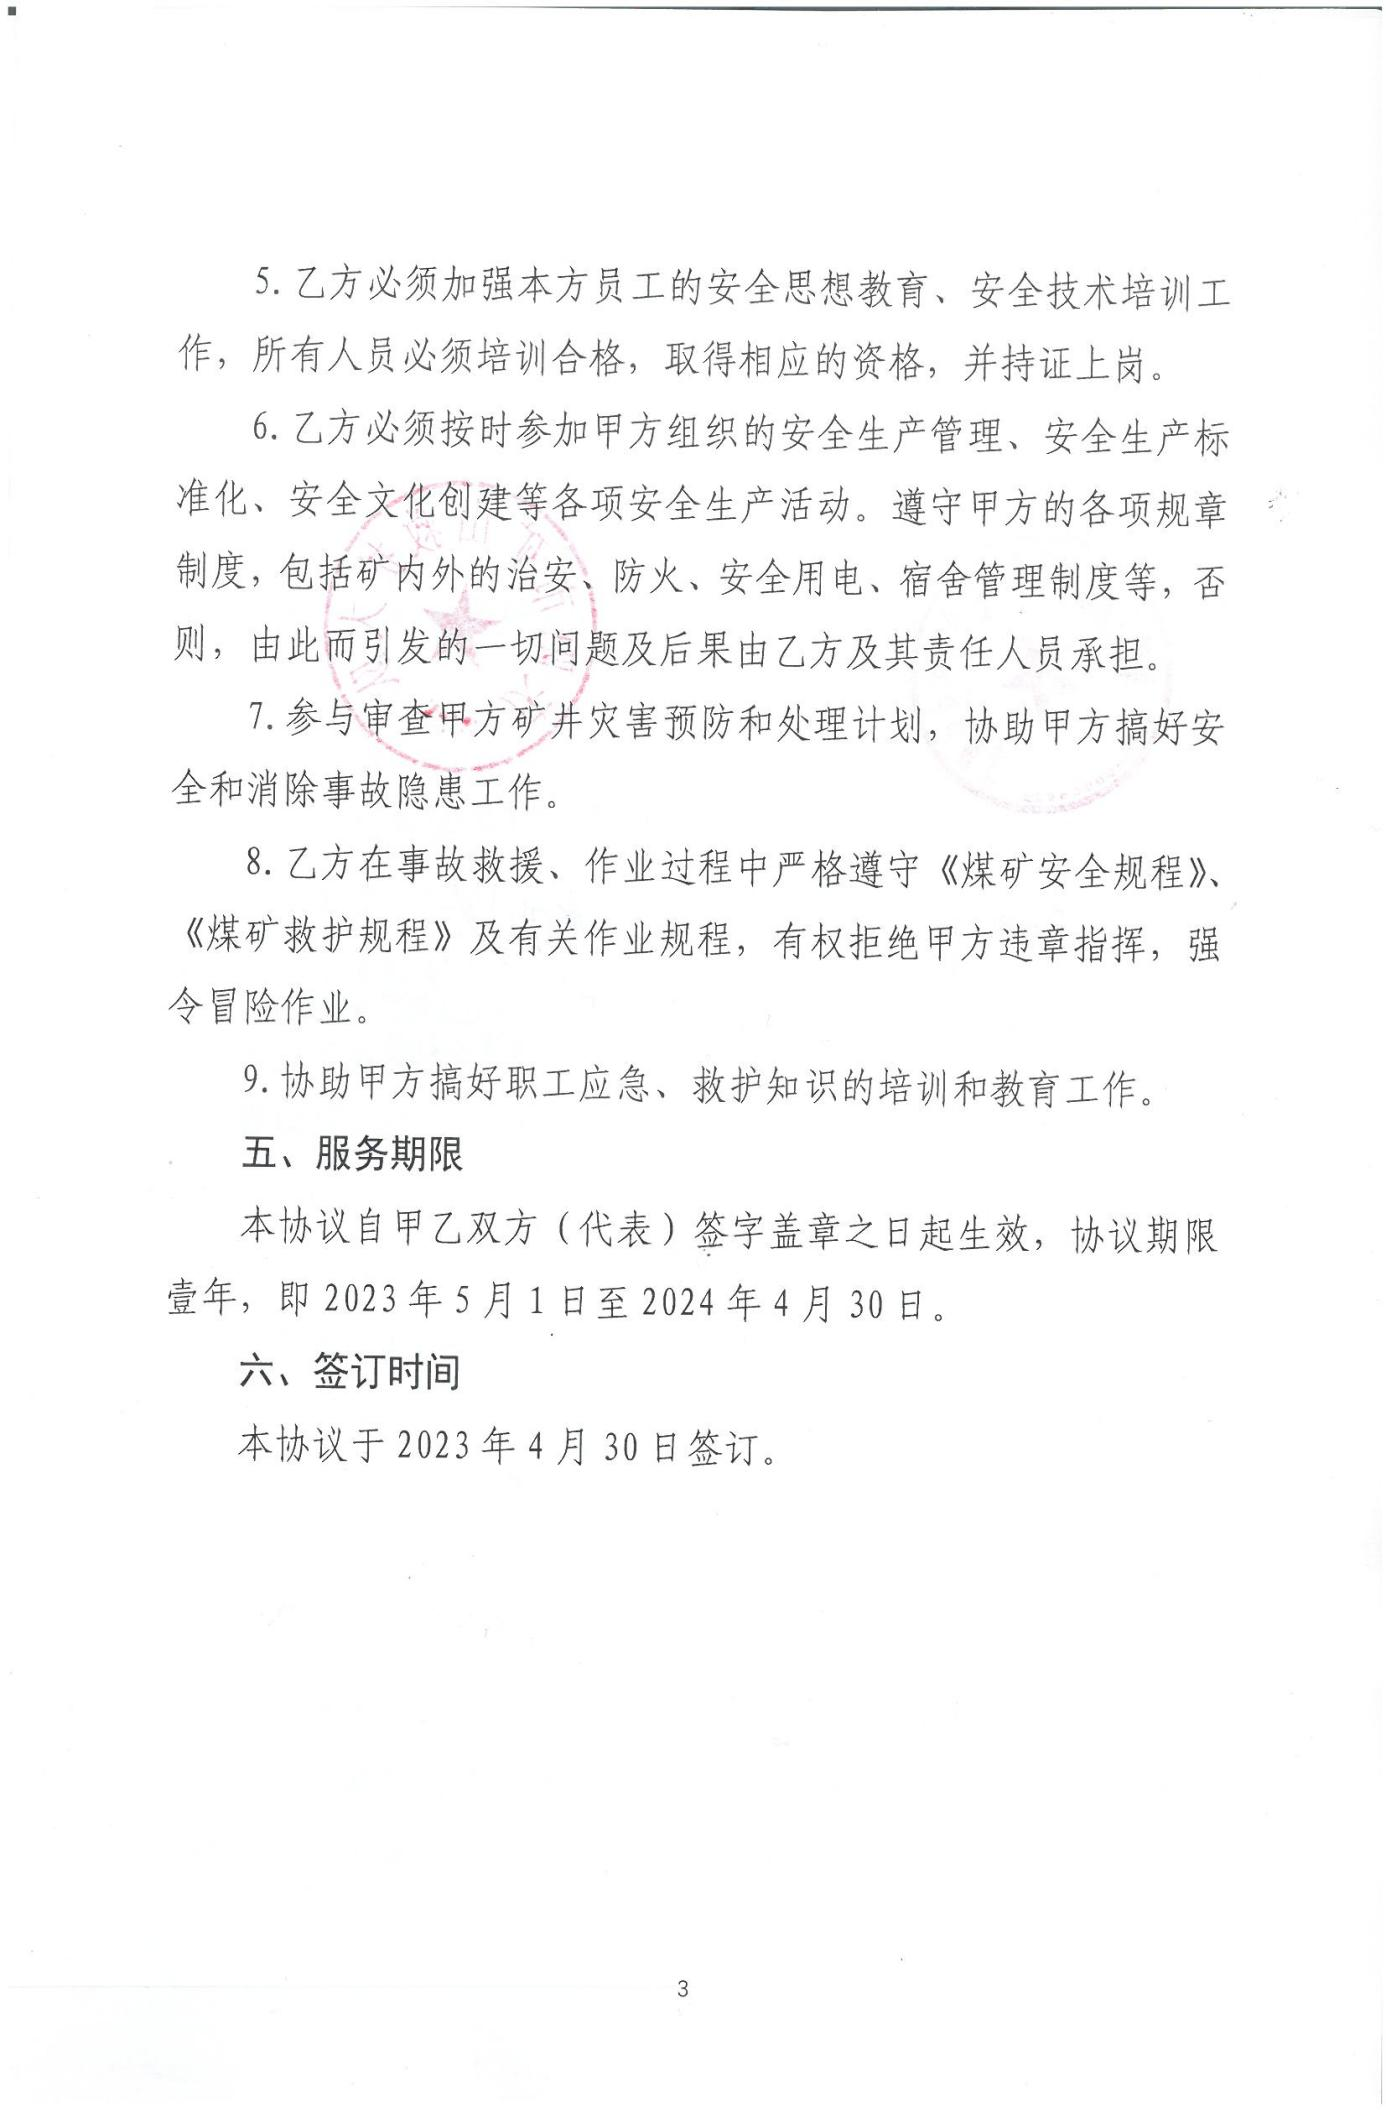 5.乙方必须加强本方员工的安全思想教育、安全技术培训工
作，所有人员必须培训合格，取得相应的资格，并持证上岗。
6.乙方必须按时参加甲方组织的安全生产管理、安全生产标
准化、安全文化创建等各项安全生产活动。遵守甲方的各项规章
制度，包括矿内外的治安、防火、安全用电、宿舍管理制度等，否
则，由此而引发的一切问题及后果由乙方及其责任人员承担。
7.参与审查甲方矿井灾害预防和处理计划，协助甲方搞好安
全和消除事故隐患工作。
8.乙方在事故救援、作业过程中严格遵守《煤矿安全规程》、
《煤矿救护规程》及有关作业规程，有权拒绝甲方违章指挥，强
令冒险作业。
9.协助甲方搞好职工应急、救护知识的培训和教育工作。
五、服务期限
本协议自甲乙双方（代表）签字盖章之日起生效，协议期限
壹年，即 2023 年 5 月 1 日至 2024 年 4 月 30 日。
六、签订时间
本协议于 2023 年 4 月 30 日签订。
3